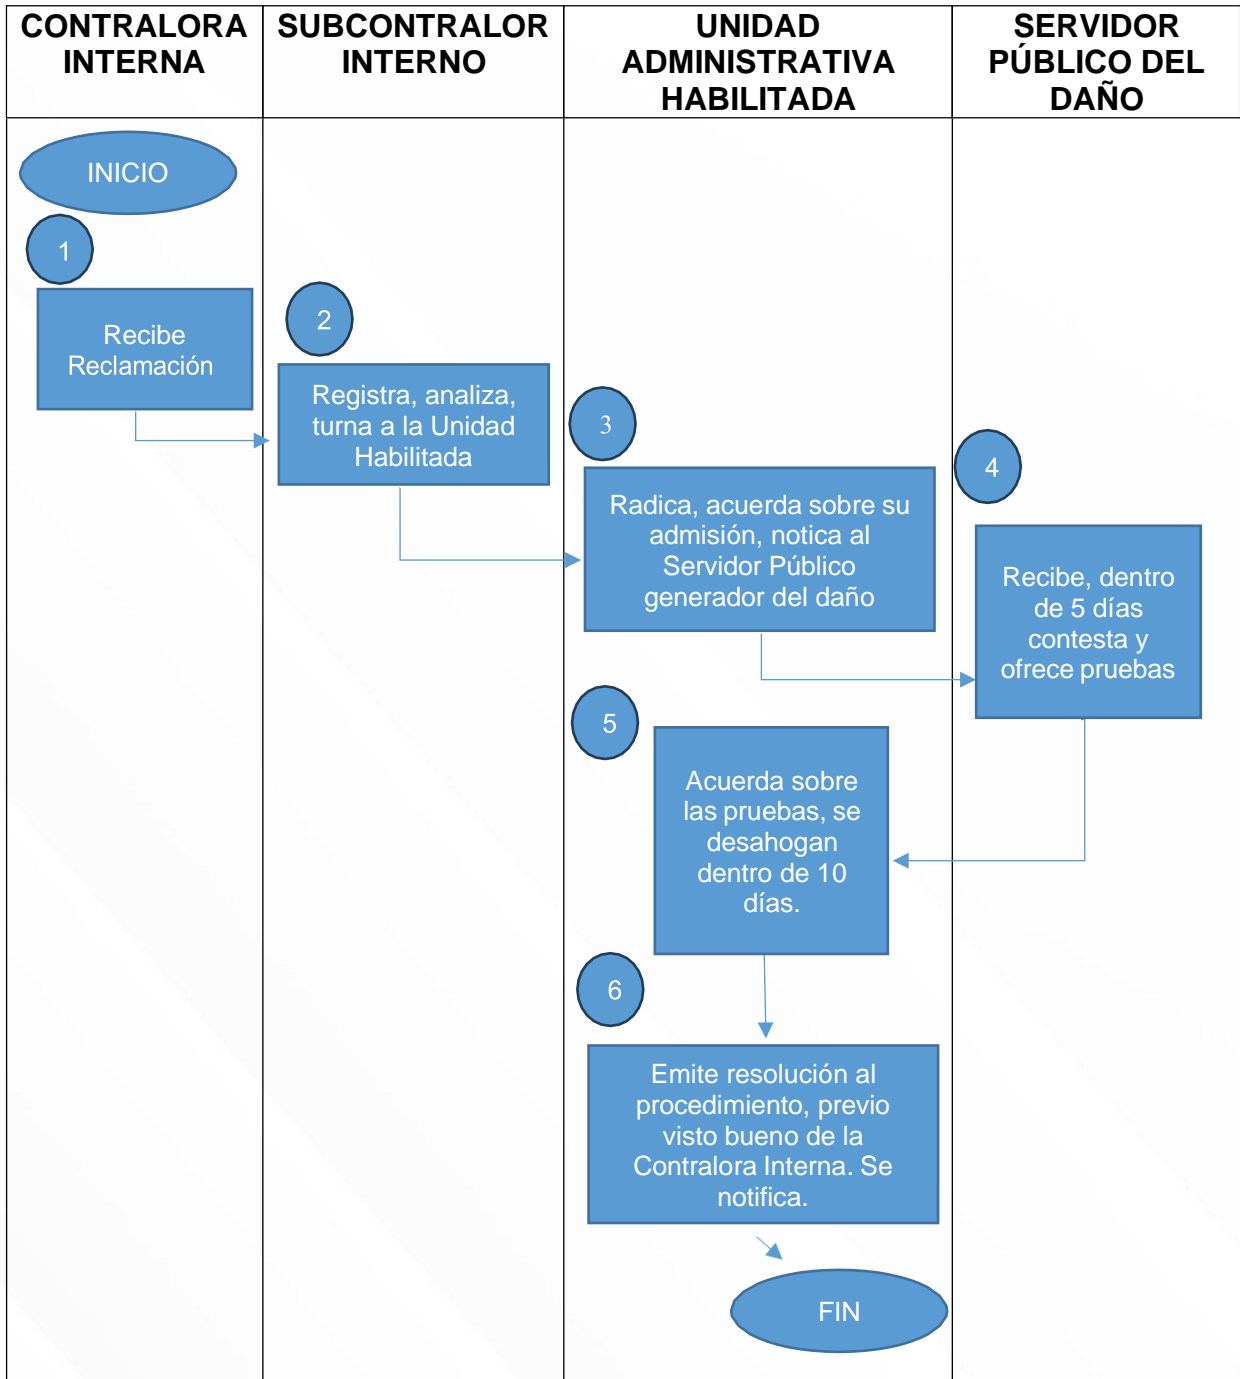 CONTRALORA
INTERNA
SUBCONTRALOR
INTERNO
UNIDAD
ADMINISTRATIVA
HABILITADA
SERVIDOR
PÚBLICO DEL
DAÑO
INICIO
1
Recibe
Reclamación
2
Registra, analiza,
turna a la Unidad
Habilitada
3
Radica, acuerda sobre su
admisión, notica al
Servidor Público
generador del daño
4
Recibe, dentro
de 5 días
contesta y
ofrece pruebas
5
Acuerda sobre
las pruebas, se
desahogan
dentro de 10
días.
6
Emite resolución al
procedimiento, previo
visto bueno de la
Contralora Interna. Se
notifica.
FIN